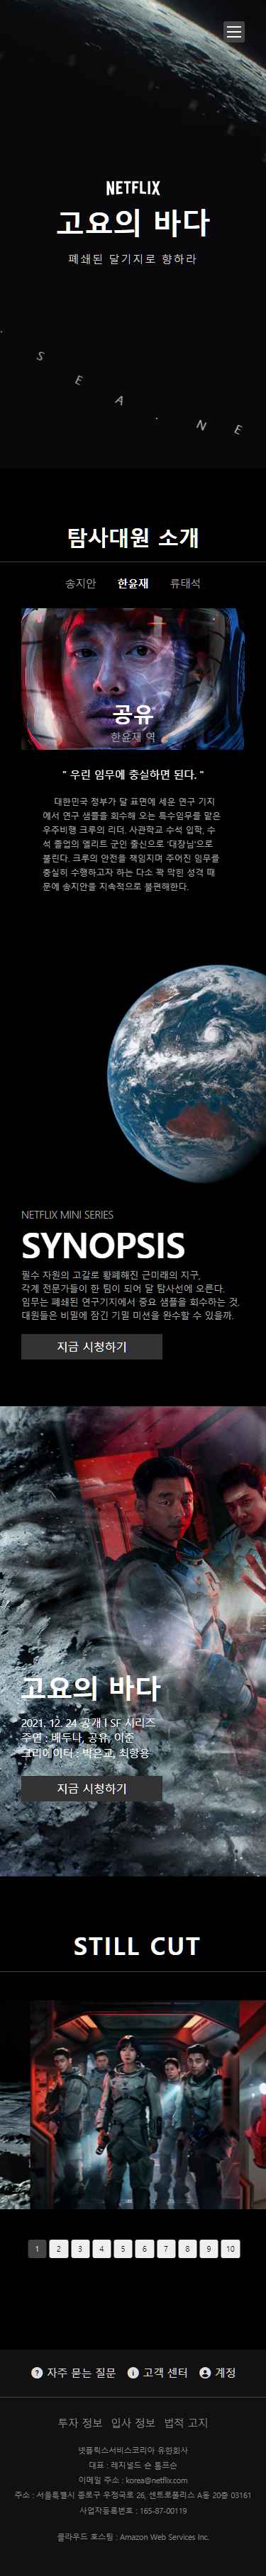 NETFLIX
고요의 바다
폐쇄된 달기지로 향하라
S
E
A
.
N
E
탐사대원 소개
송지안 한윤재 류태석
공유
한윤재 역
" 우린 임무에 충실하면 된다. "
대한민국 정부가 달 표면에 세운 연구 기지
에서 연구 샘플을 회수해 오는 특수임무를 맡은
우주비행 크루의 리더. 사관학교 수석 입학, 수
석 졸업의 엘리트 군인 출신으로 '대장님'으로
불린다. 크루의 안전을 책임지며 주어진 임무를
충실히 수행하고자 하는 다소 꽉 막힌 성격 때
문에 송지안을 지속적으로 불편해한다.
NETFLIX MINI SERIES
SYNOPSIS
필수 자원의 고갈로 황폐해진 근미래의 지구,
각계 전문가들이 한 팀이 되어 달 탐사선에 오른다.
임무는 폐쇄된 연구기지에서 중요 샘플을 회수하는 것.
대원들은 비밀에 잠긴 기밀 미션을 완수할 수 있을까.
지금 시청하기
고요의 바다
2021. 12. 24 공개 l SF 시리즈
주연 : 배두나, 공유, 이준
크리에이터 : 박은교, 최항용
지금 시청하기
STILL CUT
1 2 3 4 5 6 7 8 9 10
자주 묻는 질문 고객 센터 계정
투자 정보 입사 정보 법적 고지
넷플릭스서비스코리아 유한회사
대표 : 레지널드 숀 톰프슨
이메일 주소 : korea@netflix.com
주소 : 서울특별시 종로구 우정국로 26, 센트로폴리스 A동 20층 03161
사업자등록번호 : 165-87-00119
클라우드 호스팅 : Amazon Web Services Inc.